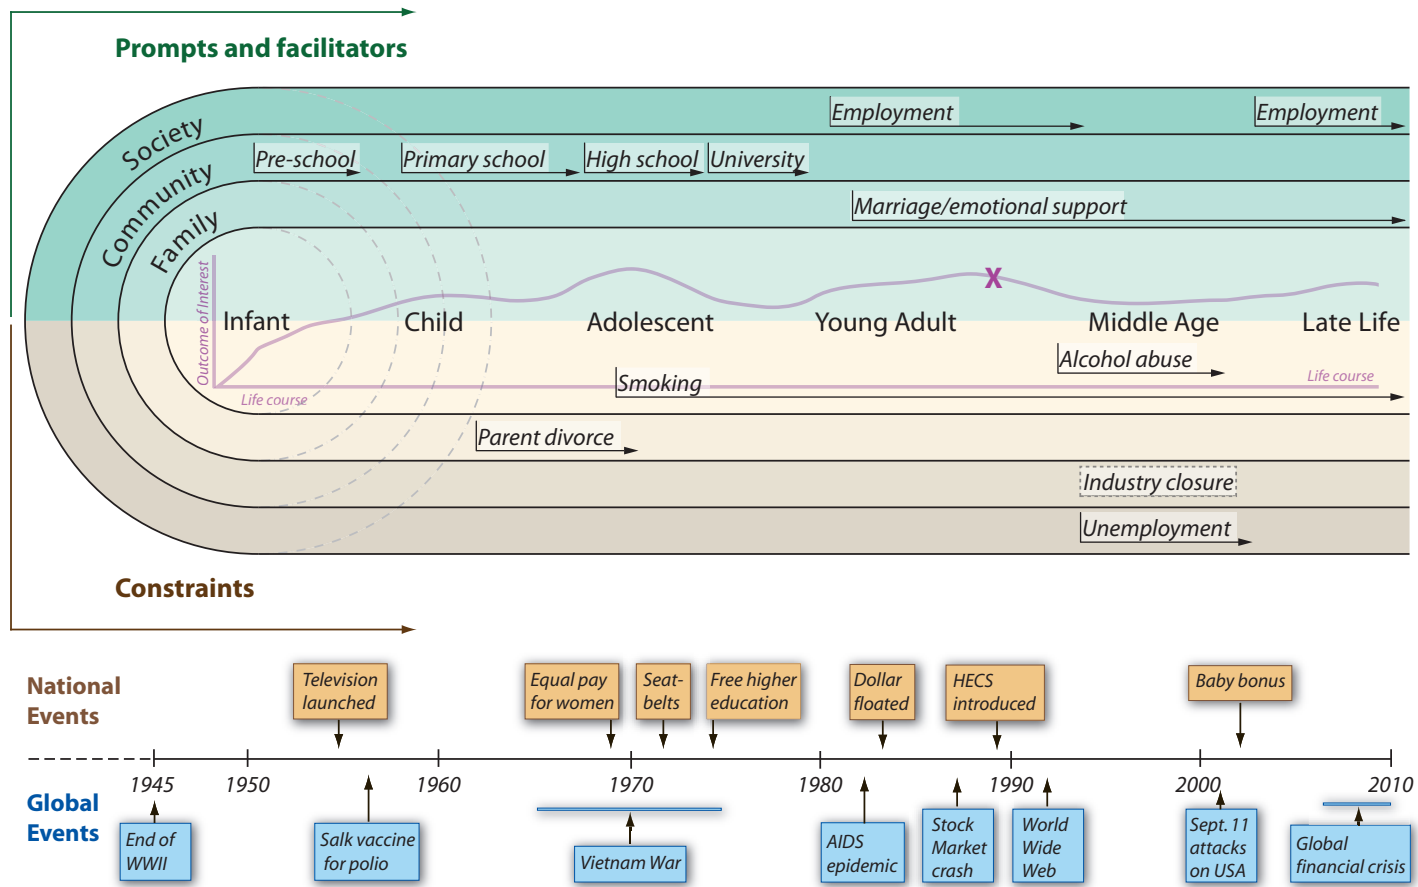 Prompts and facilitators
Society
Community
Family
Employment
Employment
Pre-school
Primary school
High school
University
Marriage/emotional support
Outcome of Interest
X
Infant
Child
Adolescent
Young Adult
Middle Age
Late Life
Alcohol abuse
Smoking
Life course
Life course
Parent divorce
Industry closure
Unemployment
Constraints
National
Events
Television
launched
Equal pay
for women
Seat-
belts
Free higher
education
Dollar
floated
HECS
introduced
Baby bonus
1945
1950
1960
1970
1980
1990
2000
2010
Global
Events
End of
WWII
Salk vaccine
for polio
Vietnam War
AIDS
epidemic
Stock
Market
crash
World
Wide
Web
Sept. 11
attacks
on USA
Global
financial crisis